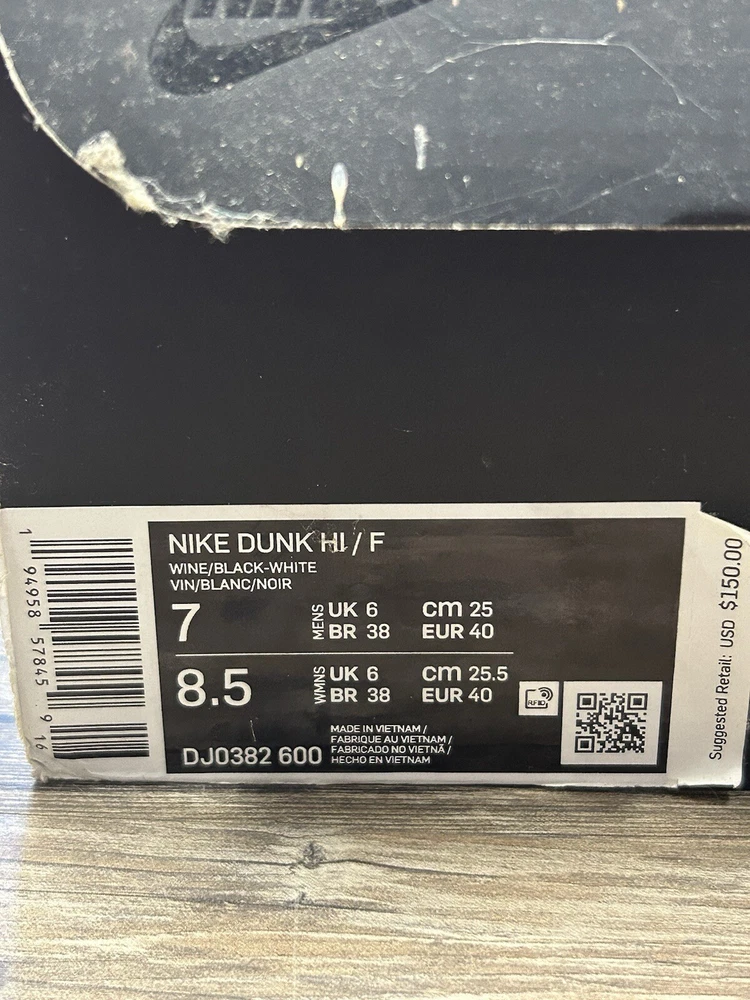 NIKE DUNK HI / F
WINE/BLACK-WHITE
VIN/BLANC/NOIR
7
MENS
UK 6 cm 25
BR 38 EUR 40
8.5
WMNS
UK 6 cm 25.5
BR 38 EUR 40
RFID
DJ0382 600
MADE IN VIETNAM /
FABRIQUE AU VIETNAM /
FABRICADO NO VIETNÃ /
HECHO EN VIETNAM
1 94958 57845 9 16
Suggested Retail: USD $150.00